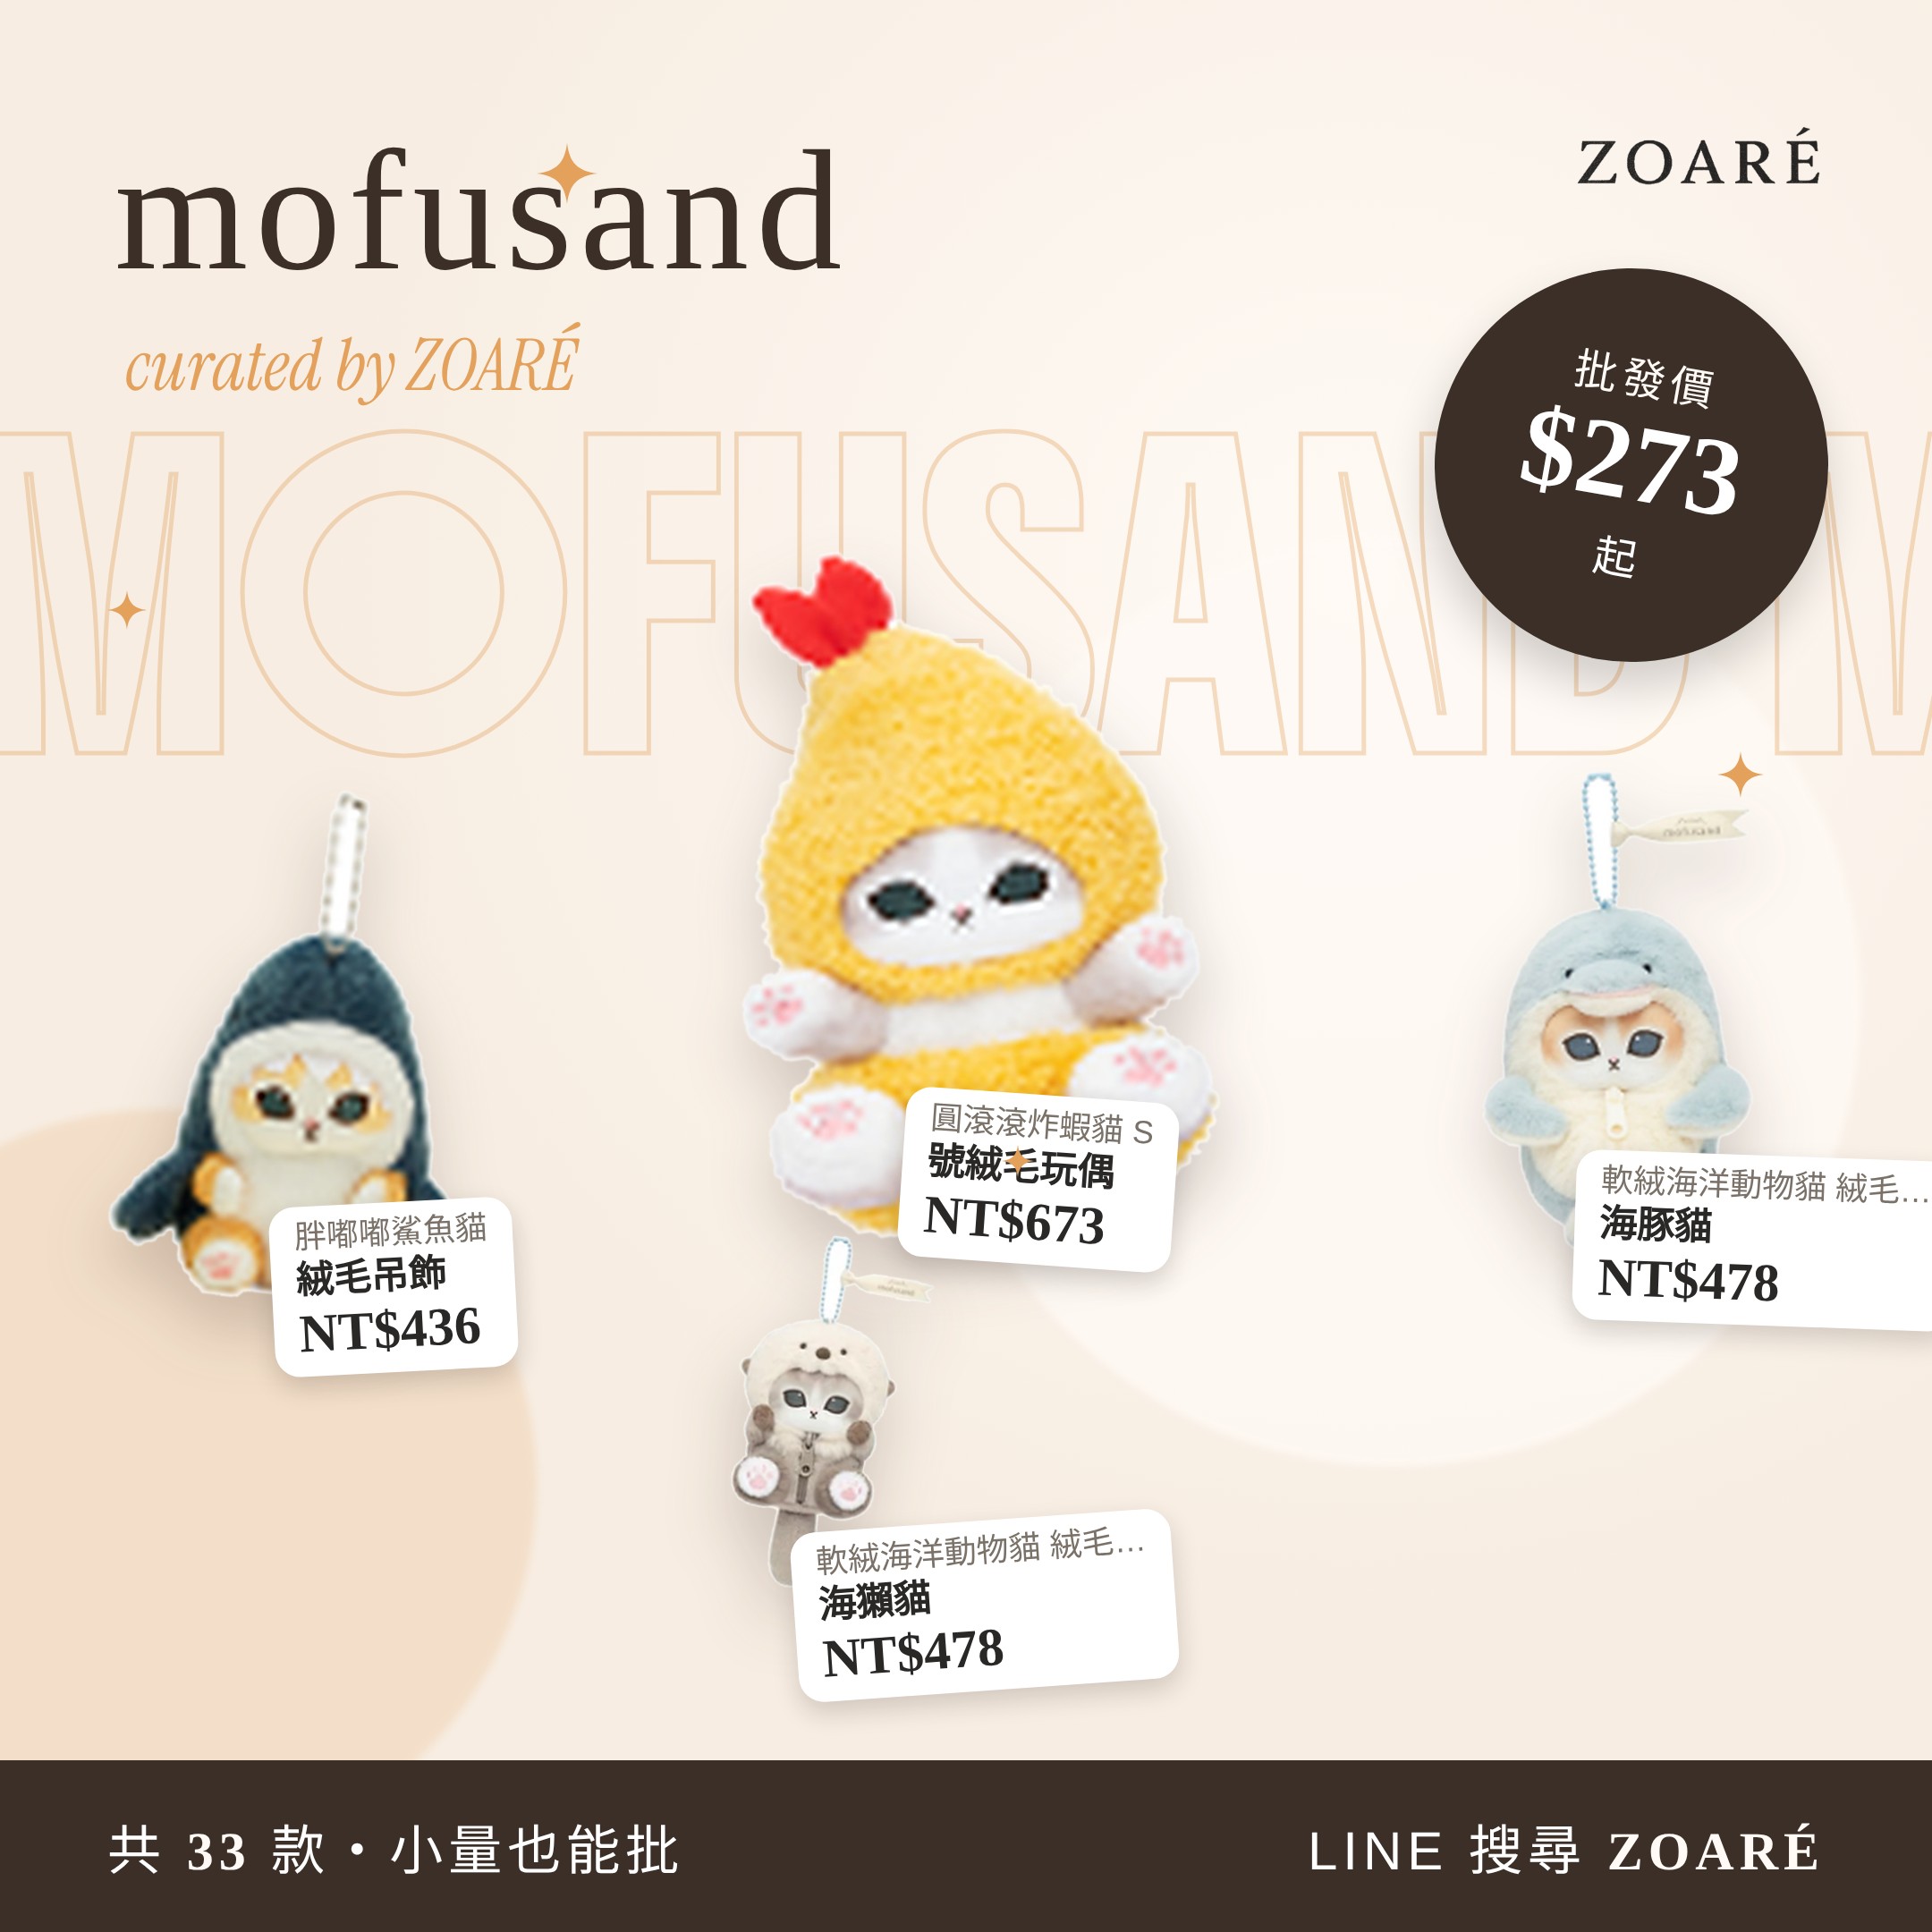 mofusand
ZOARÉ
curated by ZOARÉ
MOFUSAND M
批發價
$273
起
圓滾滾炸蝦貓 S
號絨毛玩偶
NT$673
胖嘟嘟鯊魚貓
絨毛吊飾
NT$436
軟絨海洋動物貓 絨毛…
海豚貓
NT$478
軟絨海洋動物貓 絨毛…
海獺貓
NT$478
共 33 款・小量也能批
LINE 搜尋 ZOARÉ